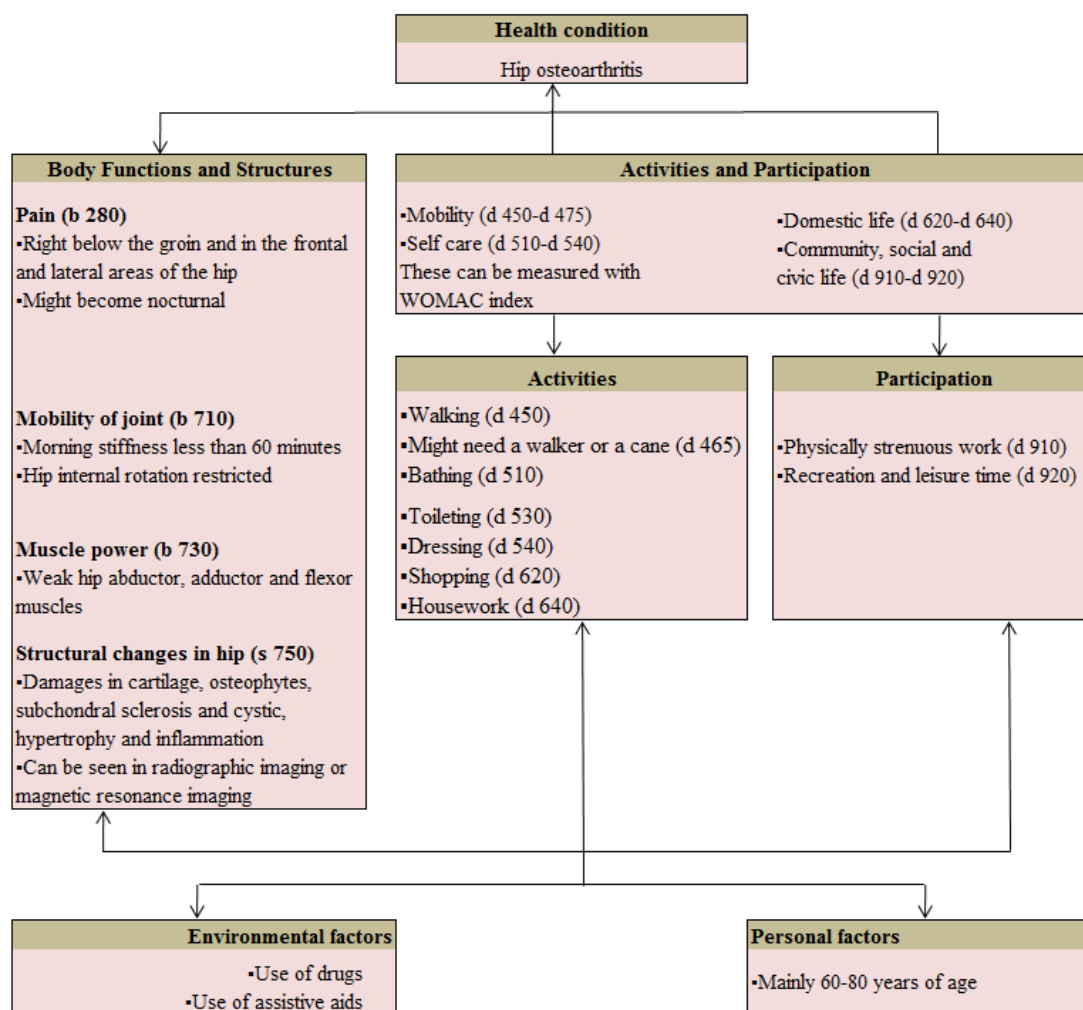 Health condition
Hip osteoarthritis
Body Functions and Structures
Pain (b 280)
▪Right below the groin and in the frontal
and lateral areas of the hip
▪Might become nocturnal
Mobility of joint (b 710)
▪Morning stiffness less than 60 minutes
▪Hip internal rotation restricted
Muscle power (b 730)
▪Weak hip abductor, adductor and flexor
muscles
Structural changes in hip (s 750)
▪Damages in cartilage, osteophytes,
subchondral sclerosis and cystic,
hypertrophy and inflammation
▪Can be seen in radiographic imaging or
magnetic resonance imaging
Activities and Participation
▪Mobility (d 450-d 475)
▪Self care (d 510-d 540)
These can be measured with
WOMAC index
▪Domestic life (d 620-d 640)
▪Community, social and
civic life (d 910-d 920)
Activities
▪Walking (d 450)
▪Might need a walker or a cane (d 465)
▪Bathing (d 510)
▪Toileting (d 530)
▪Dressing (d 540)
▪Shopping (d 620)
▪Housework (d 640)
Participation
▪Physically strenuous work (d 910)
▪Recreation and leisure time (d 920)
Environmental factors
▪Use of drugs
▪Use of assistive aids
Personal factors
▪Mainly 60-80 years of age